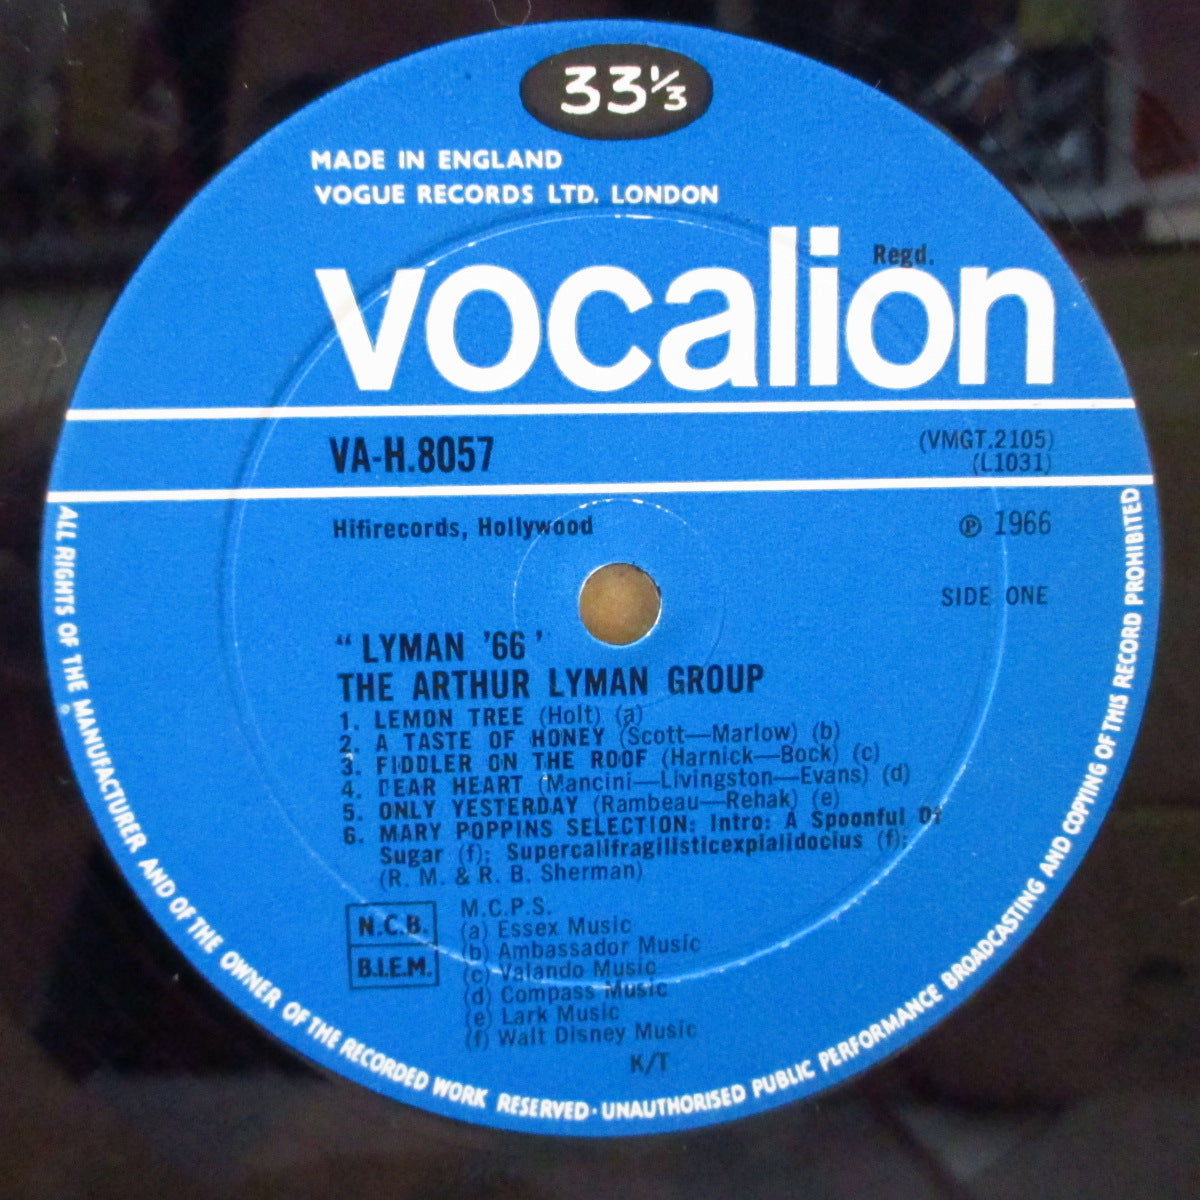 33⅓
MADE IN ENGLAND
VOGUE RECORDS LTD. LONDON
Regd.
vocalion
VA-H.8057
(VMGT.2105)
(L1031)
Hifirecords, Hollywood
℗ 1966
SIDE ONE
“ LYMAN '66 '
THE ARTHUR LYMAN GROUP
1. LEMON TREE (Holt) (a)
2. A TASTE OF HONEY (Scott—Marlow) (b)
3. FIDDLER ON THE ROOF (Harnick—Bock) (c)
4. DEAR HEART (Mancini—Livingston—Evans) (d)
5. ONLY YESTERDAY (Rambeau—Rehak) (e)
6. MARY POPPINS SELECTION: Intro: A Spoonful Of
Sugar (f); Supercalifragilisticexpialidocius (f);
(R. M. & R. B. Sherman)
N.C.B.
B.I.E.M.
M.C.P.S.
(a) Essex Music
(b) Ambassador Music
(c) Valando Music
(d) Compass Music
(e) Lark Music
(f) Walt Disney Music
K/T
ALL RIGHTS OF THE MANUFACTURER AND OF THE OWNER OF THE RECORDED WORK RESERVED · UNAUTHORISED PUBLIC PERFORMANCE BROADCASTING AND COPYING OF THIS RECORD PROHIBITED